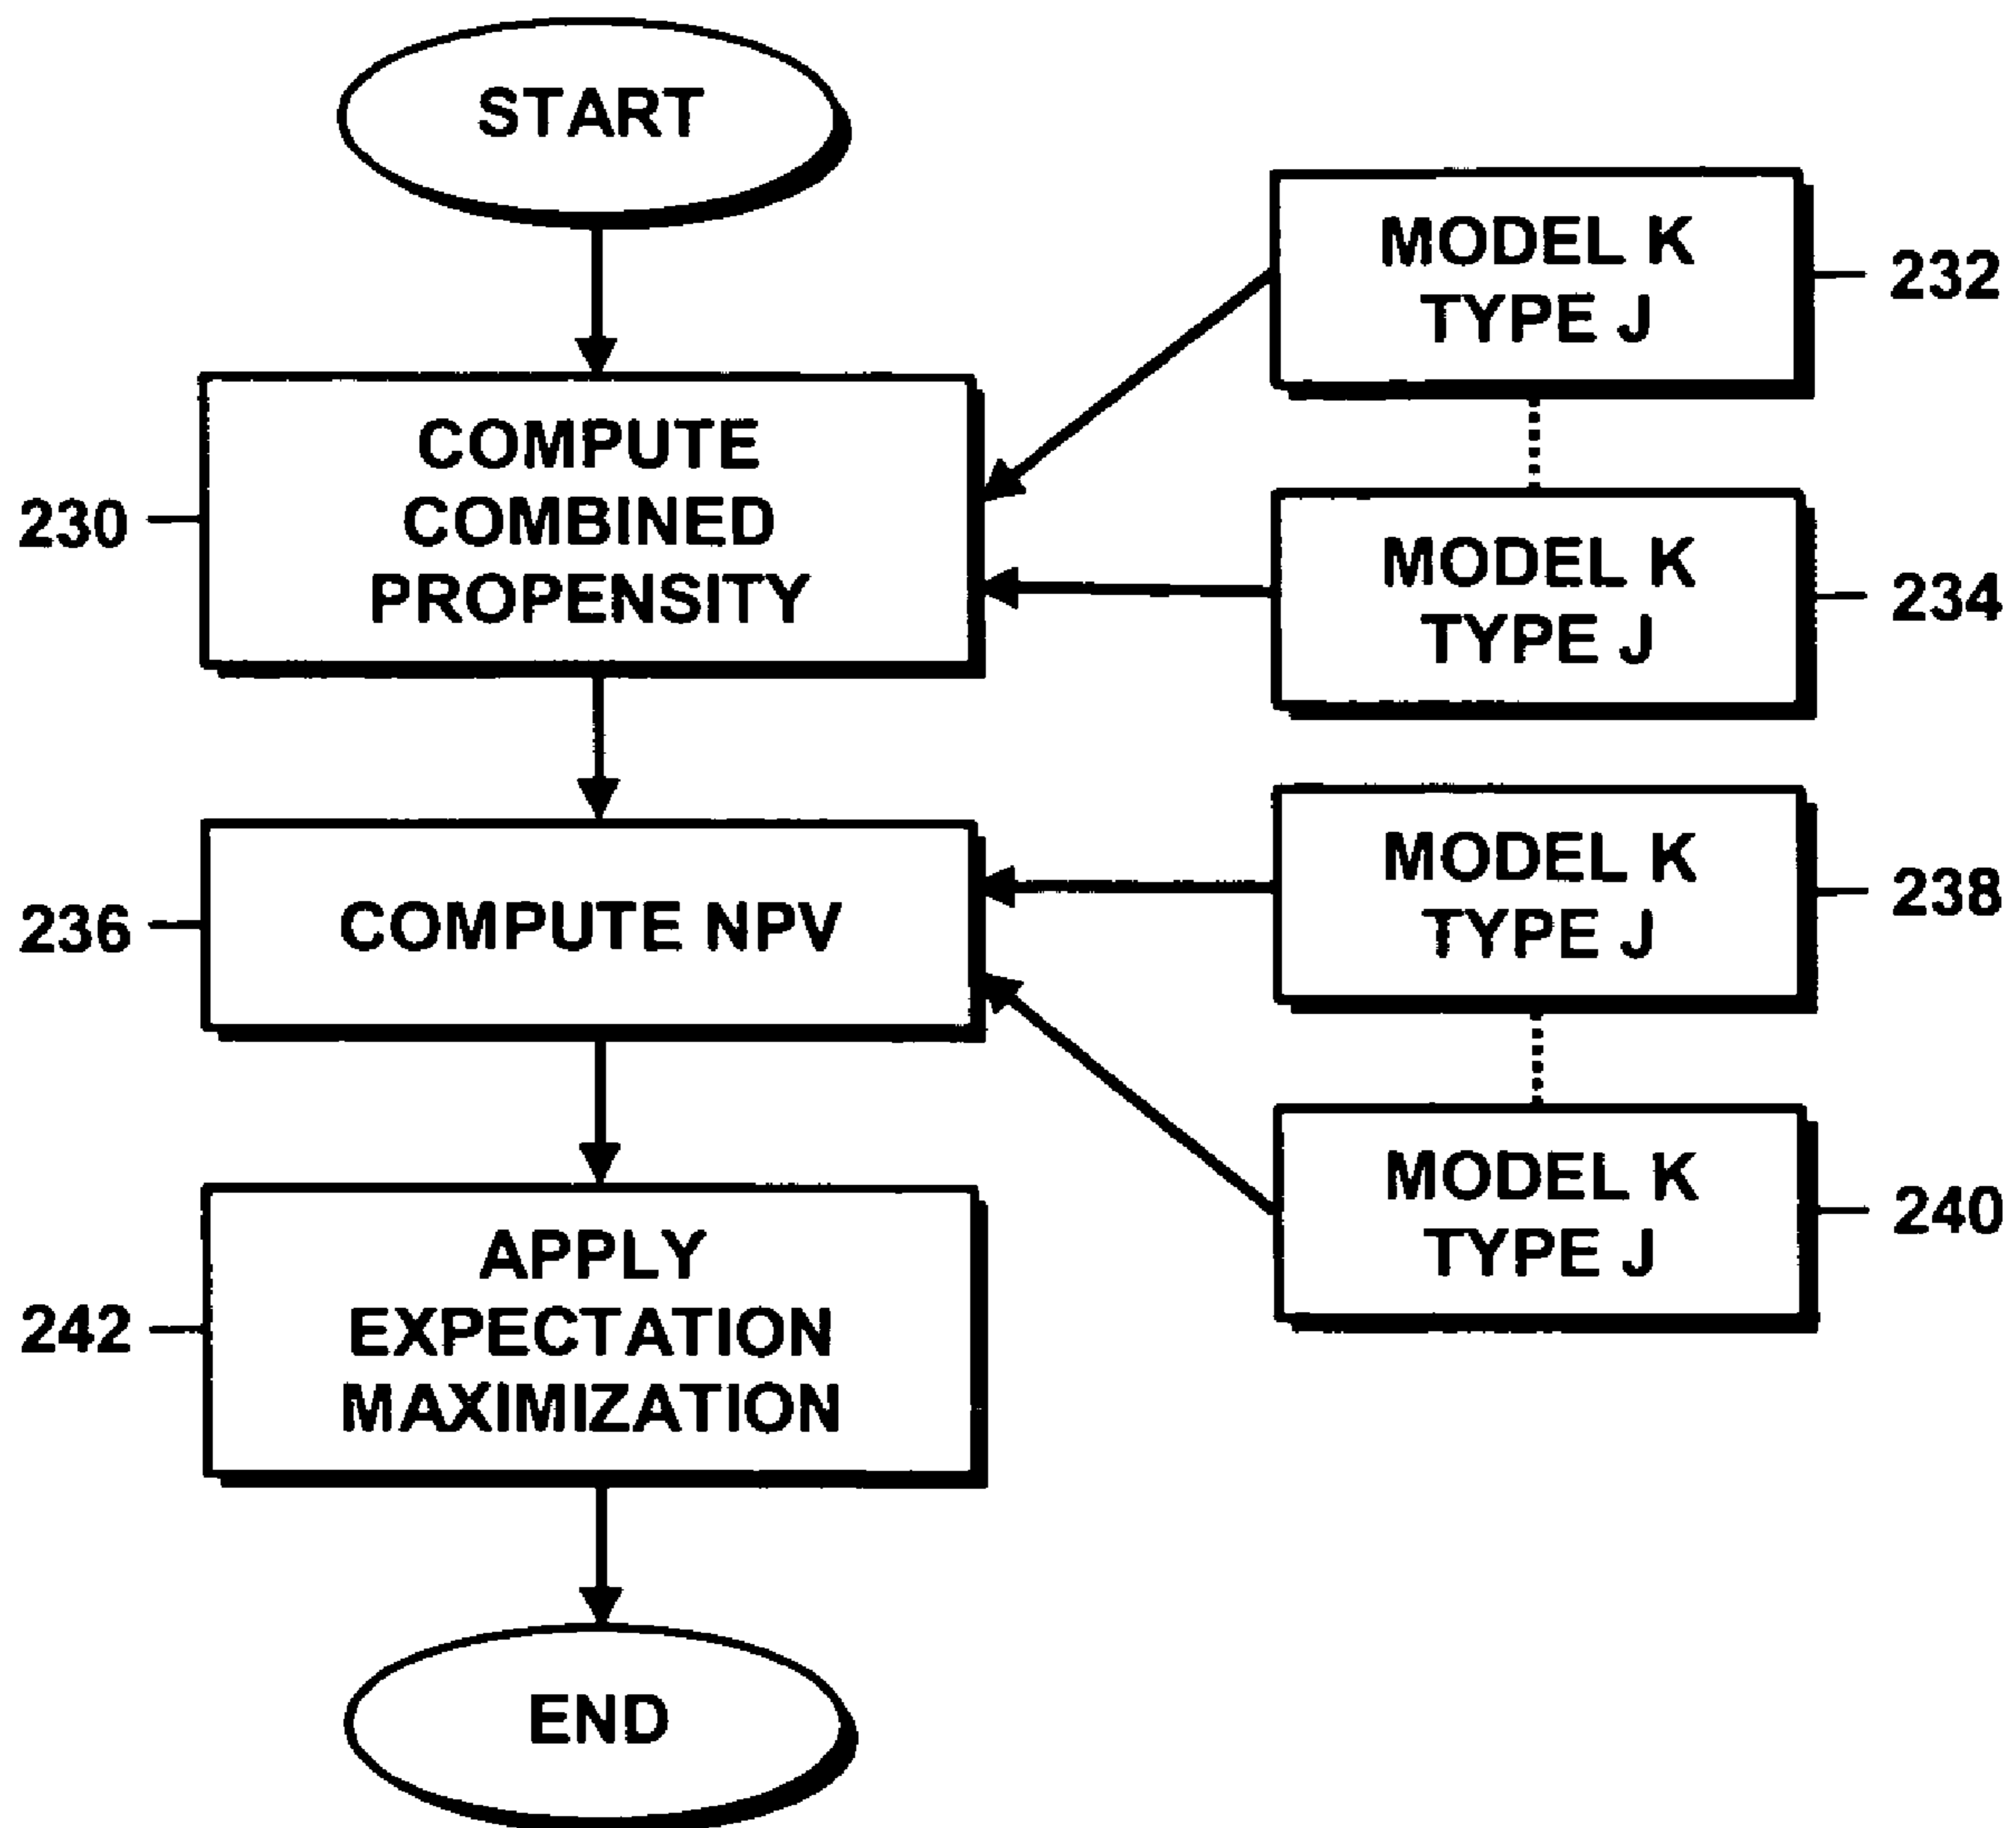 START
MODEL K
TYPE J
232
COMPUTE
COMBINED
PROPENSITY
230
MODEL K
TYPE J
234
COMPUTE NPV
236
MODEL K
TYPE J
238
MODEL K
TYPE J
240
APPLY
EXPECTATION
MAXIMIZATION
242
END